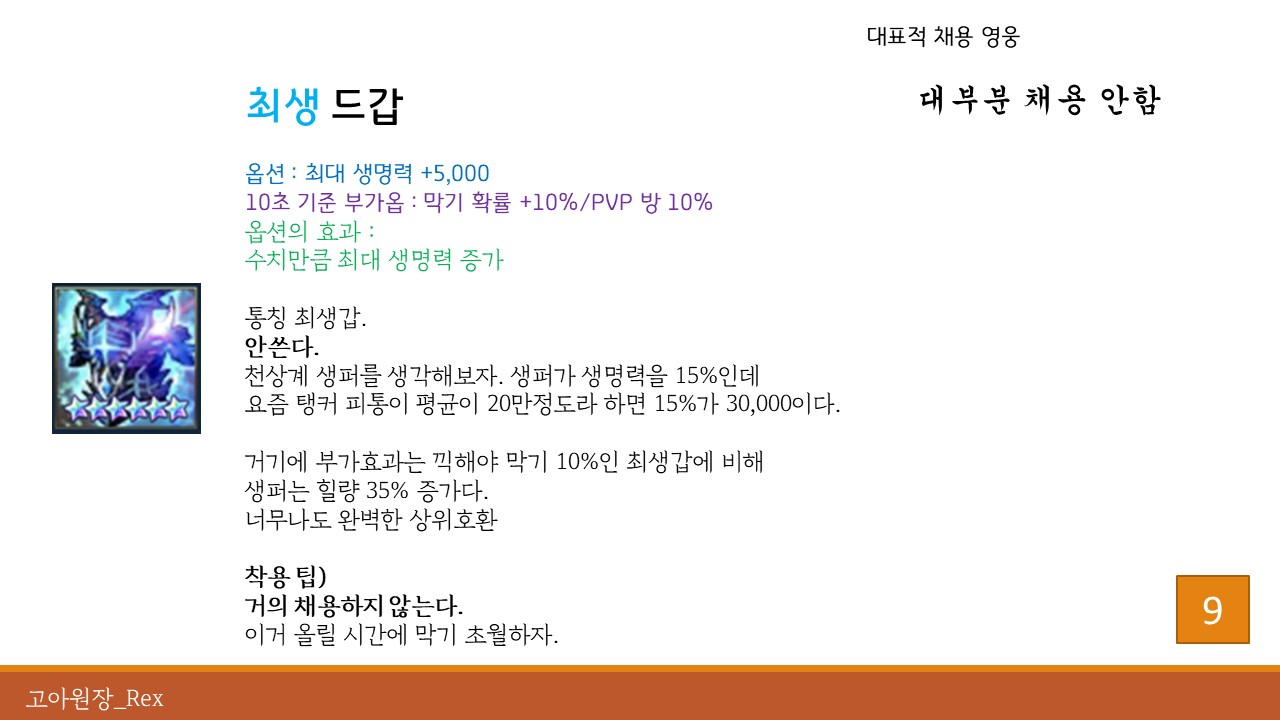 대표적 채용 영웅
최생 드갑
대부분 채용 안함
옵션 : 최대 생명력 +5,000
10초 기준 부가옵 : 막기 확률 +10%/PVP 방 10%
옵션의 효과 :
수치만큼 최대 생명력 증가
통칭 최생갑.
안쓴다.
천상계 생퍼를 생각해보자. 생퍼가 생명력을 15%인데
요즘 탱커 피통이 평균이 20만정도라 하면 15%가 30,000이다.
거기에 부가효과는 끽해야 막기 10%인 최생갑에 비해
생퍼는 힐량 35% 증가다.
너무나도 완벽한 상위호환
착용 팁)
거의 채용하지 않는다.
이거 올릴 시간에 막기 초월하자.
9
고아원장_Rex